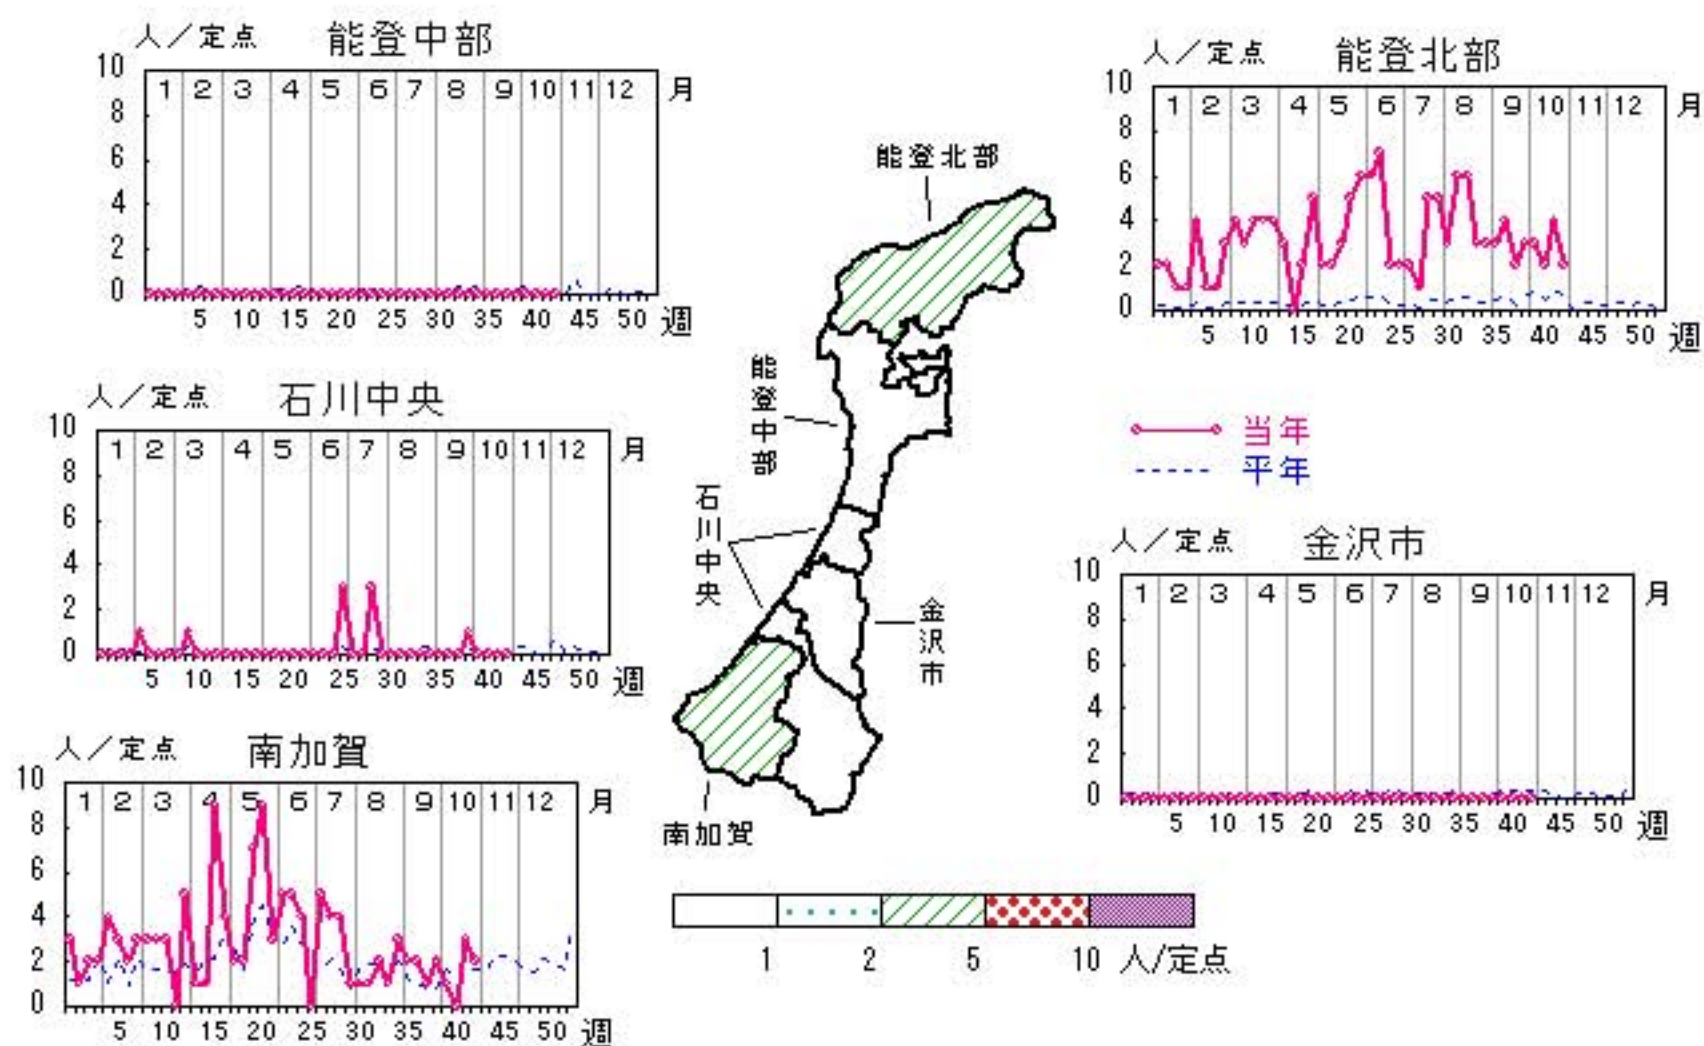 人／定点 能登中部
10 8 6 4 2 0
1 2 3 4 5 6 7 8 9 10 11 12 月
5 10 15 20 25 30 35 40 45 50 週
人／定点 能登北部
10 8 6 4 2 0
1 2 3 4 5 6 7 8 9 10 11 12 月
5 10 15 20 25 30 35 40 45 50 週
能登北部
能登中部
石川中央
金沢市
南加賀
人／定点 石川中央
10 8 6 4 2 0
1 2 3 4 5 6 7 8 9 10 11 12 月
5 10 15 20 25 30 35 40 45 50 週
当年
平年
人／定点 金沢市
10 8 6 4 2 0
1 2 3 4 5 6 7 8 9 10 11 12 月
5 10 15 20 25 30 35 40 45 50 週
人／定点 南加賀
10 8 6 4 2 0
1 2 3 4 5 6 7 8 9 10 11 12 月
5 10 15 20 25 30 35 40 45 50 週
1 2 5 10 人/定点